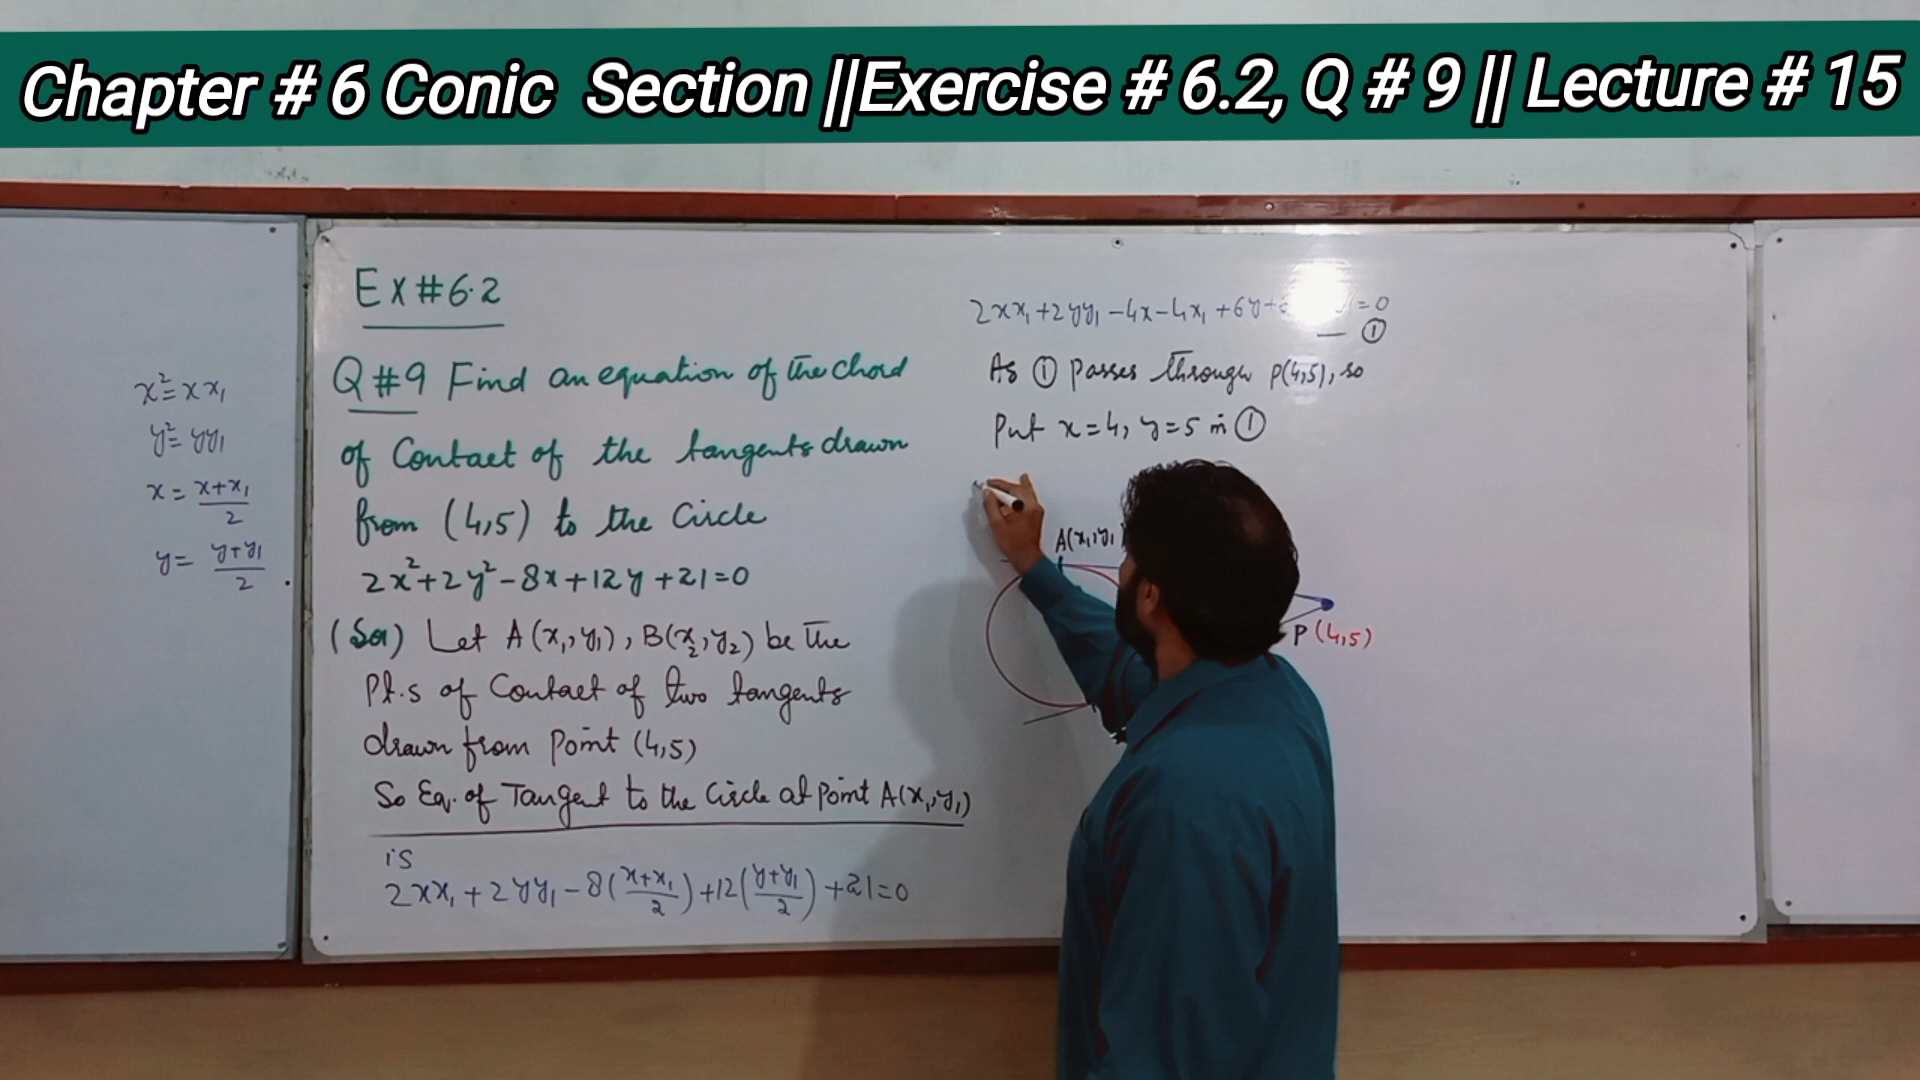 Chapter # 6 Conic Section ||Exercise # 6.2, Q # 9 || Lecture # 15
x² = xx₁
y² = yy₁
x = (x+x₁)/2
y = (y+y₁)/2
Ex#6.2
Q#9 Find an equation of the Chord
of Contact of the tangents drawn
from (4,5) to the Circle
2x²+2y²-8x+12y+21=0
(Sol) Let A(x₁,y₁), B(x₂,y₂) be the
Pt.s of Contact of two tangents
drawn from Point (4,5)
So Eq. of Tangent to the Circle at point A(x₁,y₁)
is
2xx₁+2yy₁-8((x+x₁)/2)+12((y+y₁)/2)+21=0
2xx₁+2yy₁-4x-4x₁+6y+ =0
— ①
As ① passes through P(4,5), so
Put x=4, y=5 in ①
A(x₁,y₁)
P(4,5)